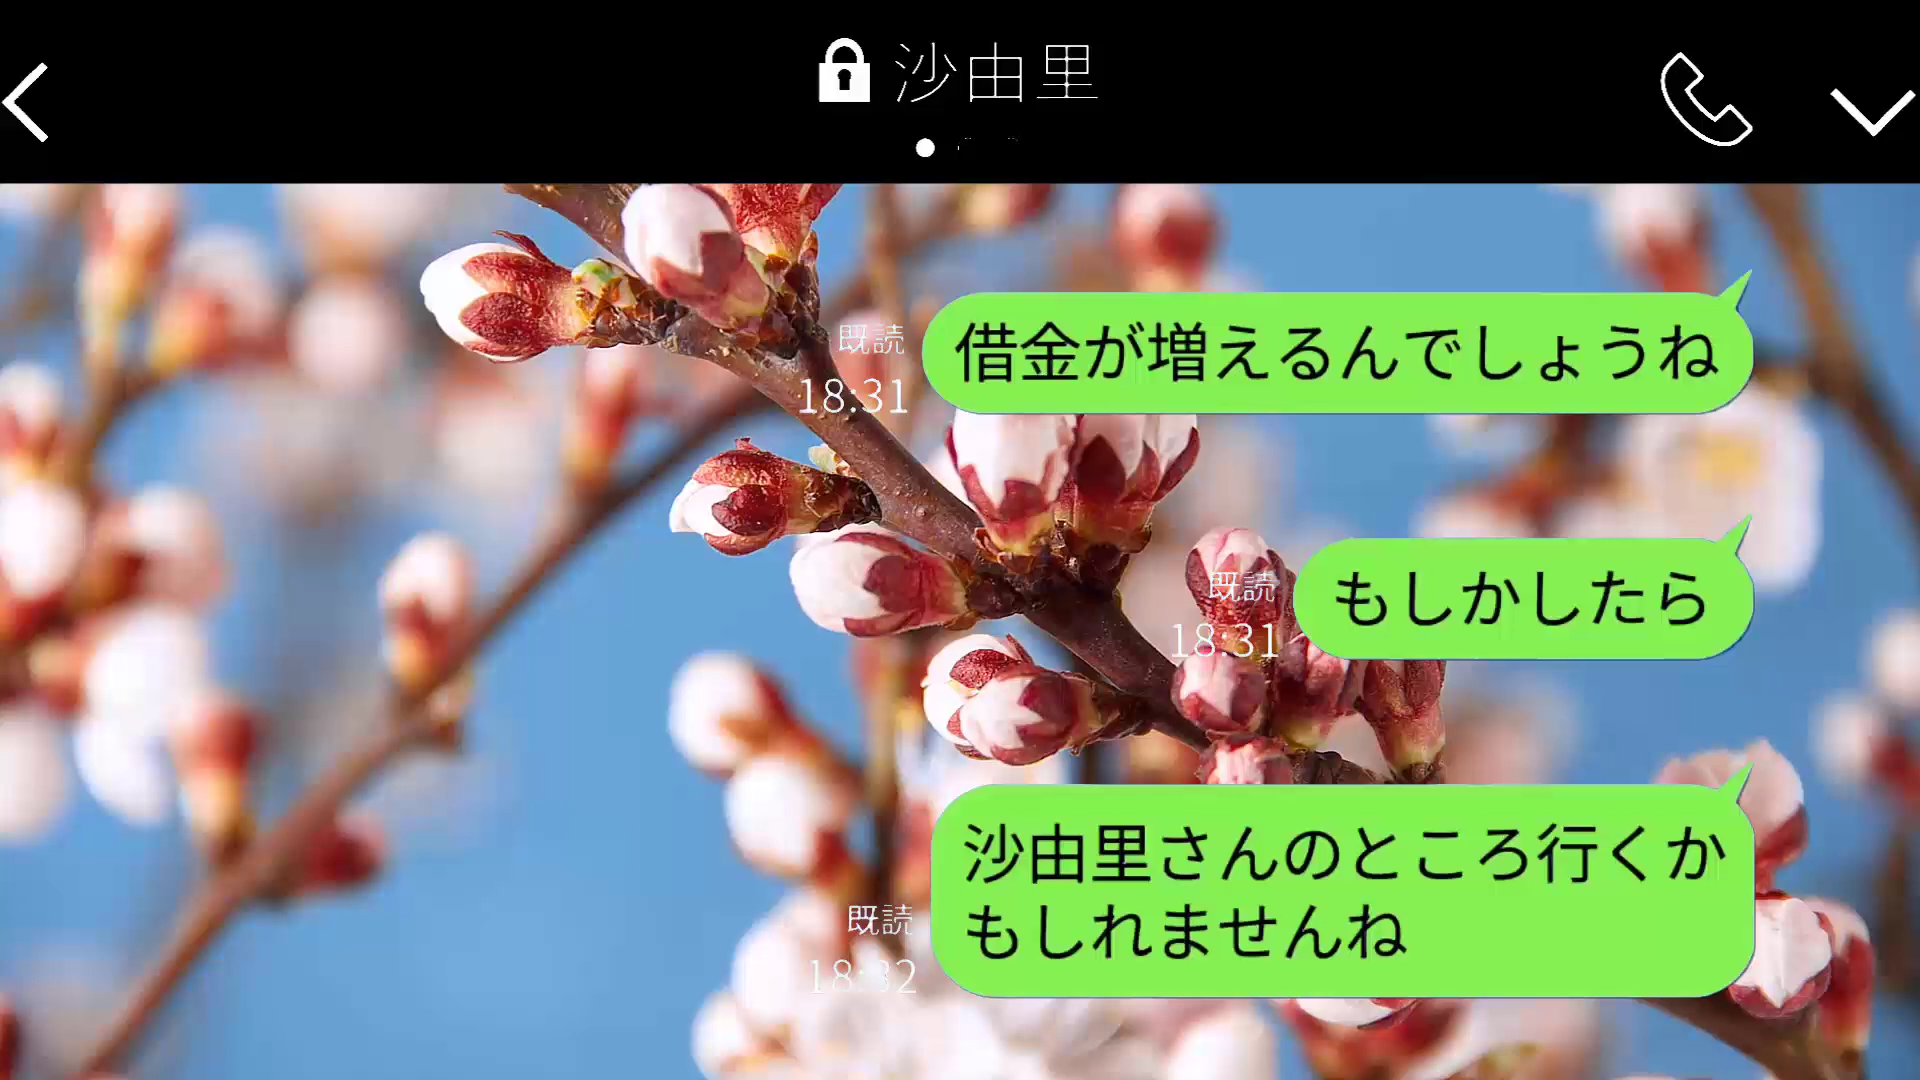 沙由里
借金が増えるんでしょうね
既読
18:31
もしかしたら
既読
18:31
沙由里さんのところ行くか
もしれませんね
既読
18:32